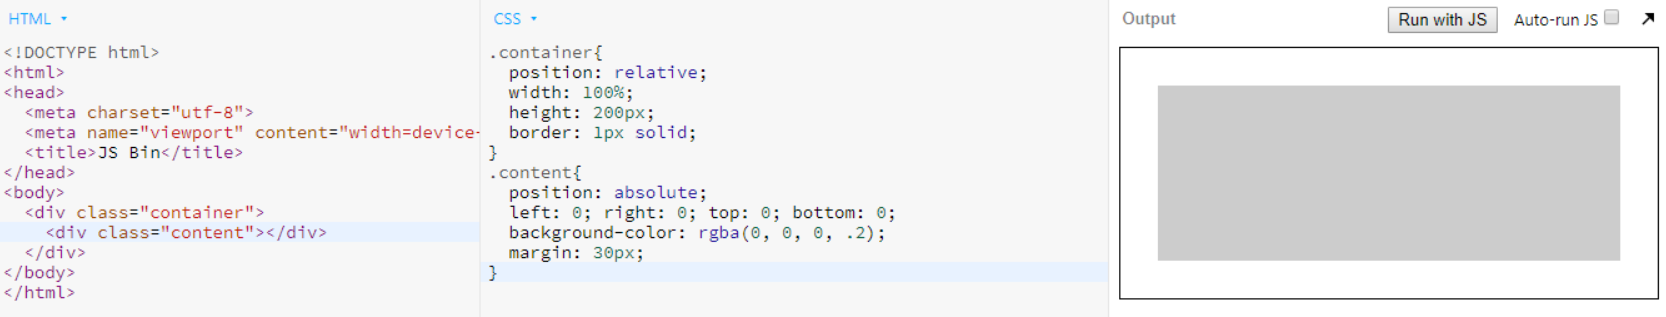 HTML
<!DOCTYPE html>
<html>
<head>
  <meta charset="utf-8">
  <meta name="viewport" content="width=device-
  <title>JS Bin</title>
</head>
<body>
  <div class="container">
    <div class="content"></div>
  </div>
</body>
</html>
CSS
.container{
  position: relative;
  width: 100%;
  height: 200px;
  border: 1px solid;
}
.content{
  position: absolute;
  left: 0; right: 0; top: 0; bottom: 0;
  background-color: rgba(0, 0, 0, .2);
  margin: 30px;
}
Output Run with JS Auto-run JS